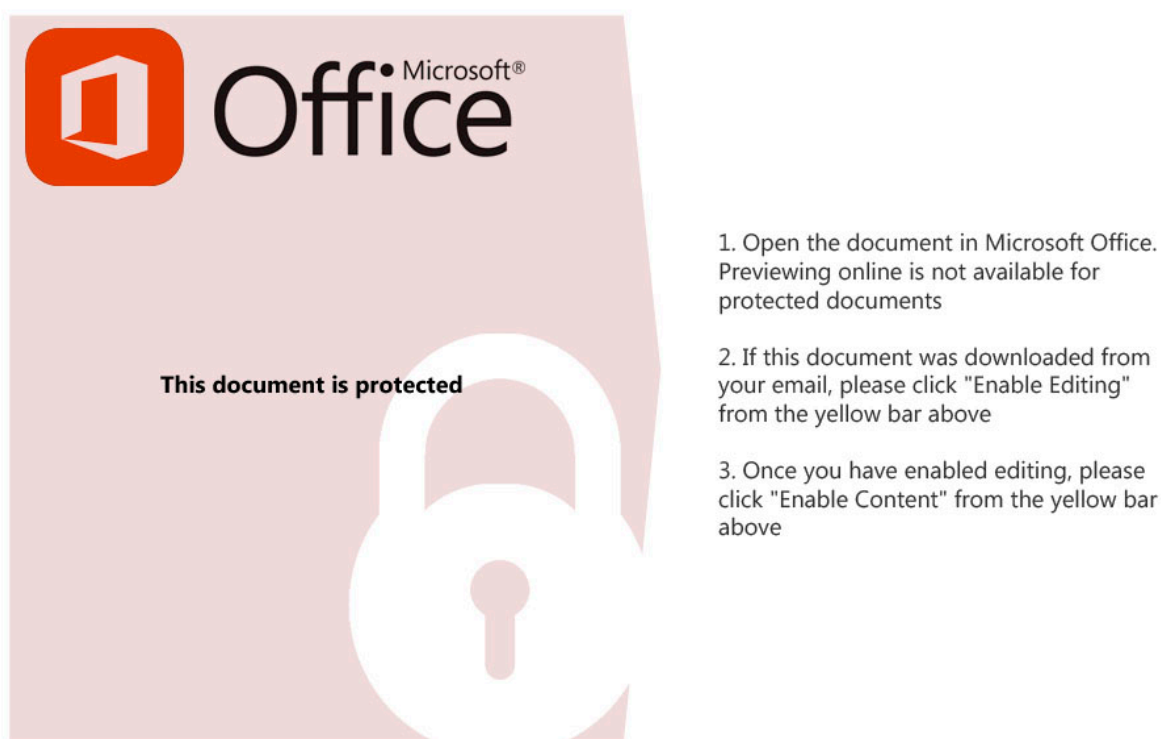 Microsoft®
Office
This document is protected
1. Open the document in Microsoft Office.
Previewing online is not available for
protected documents
2. If this document was downloaded from
your email, please click "Enable Editing"
from the yellow bar above
3. Once you have enabled editing, please
click "Enable Content" from the yellow bar
above